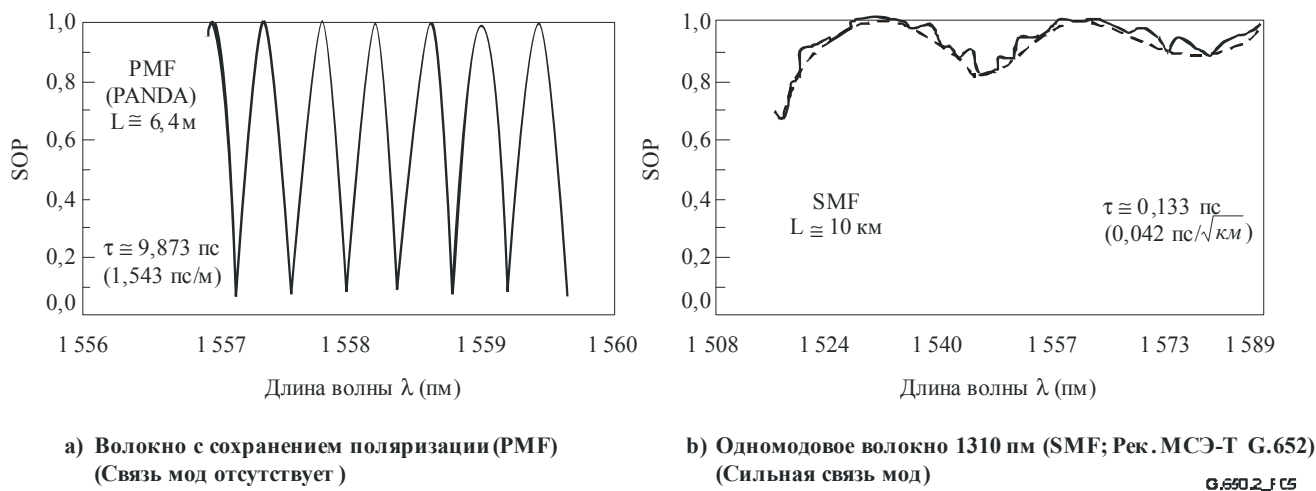 1,0
0,8
0,6
0,4
0,2
0,0
SOP
PMF
(PANDA)
L ≅ 6,4 м
τ ≅ 9,873 пс
(1,543 пс/м)
1 556
1 557
1 558
1 559
1 560
Длина волны λ (пм)
a) Волокно с сохранением поляризации (PMF)
(Связь мод отсутствует)
1,0
0,8
0,6
0,4
0,2
0,0
SOP
SMF
L ≅ 10 км
τ ≅ 0,133 пс
(0,042 пс/√км)
1 508
1 524
1 540
1 557
1 573
1 589
Длина волны λ (пм)
b) Одномодовое волокно 1310 пм (SMF; Рек. МСЭ-Т G.652)
(Сильная связь мод)